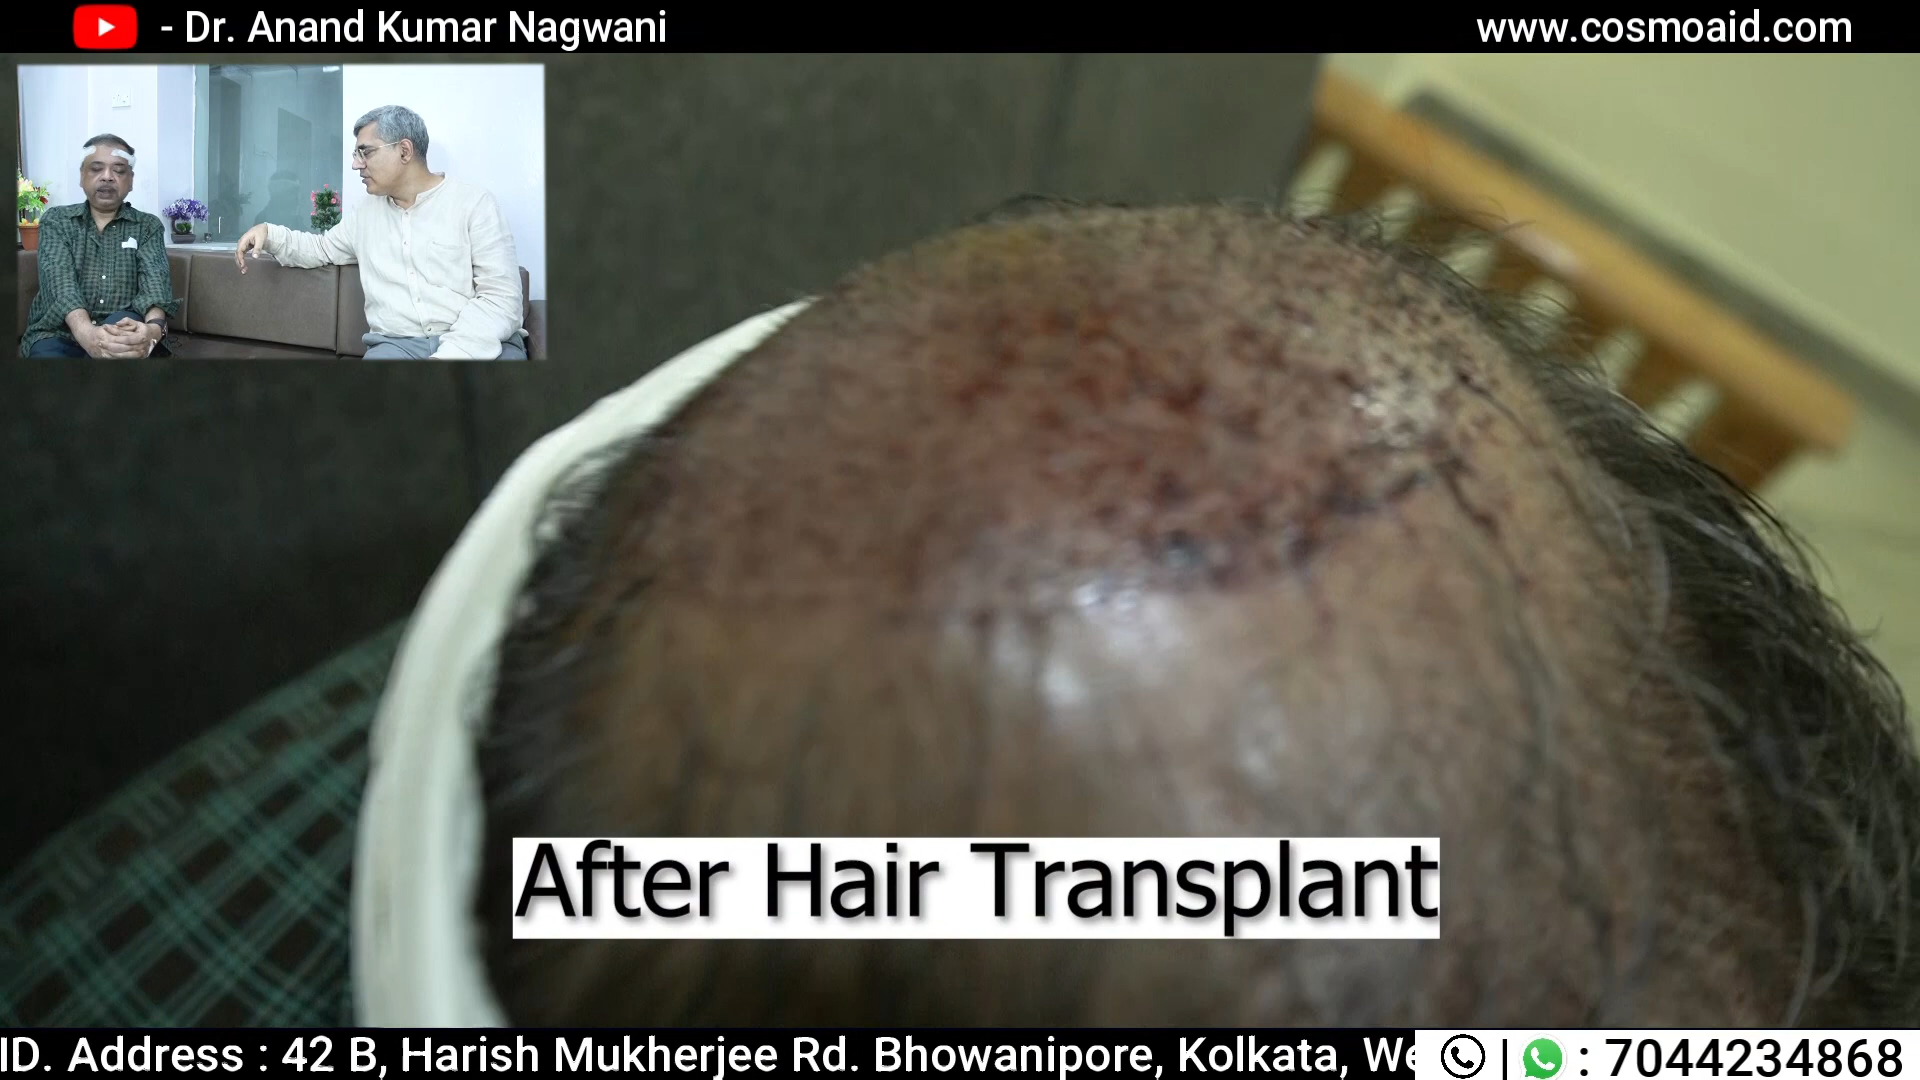 - Dr. Anand Kumar Nagwani
www.cosmoaid.com
After Hair Transplant
ID. Address : 42 B, Harish Mukherjee Rd. Bhowanipore, Kolkata, We
| : 7044234868